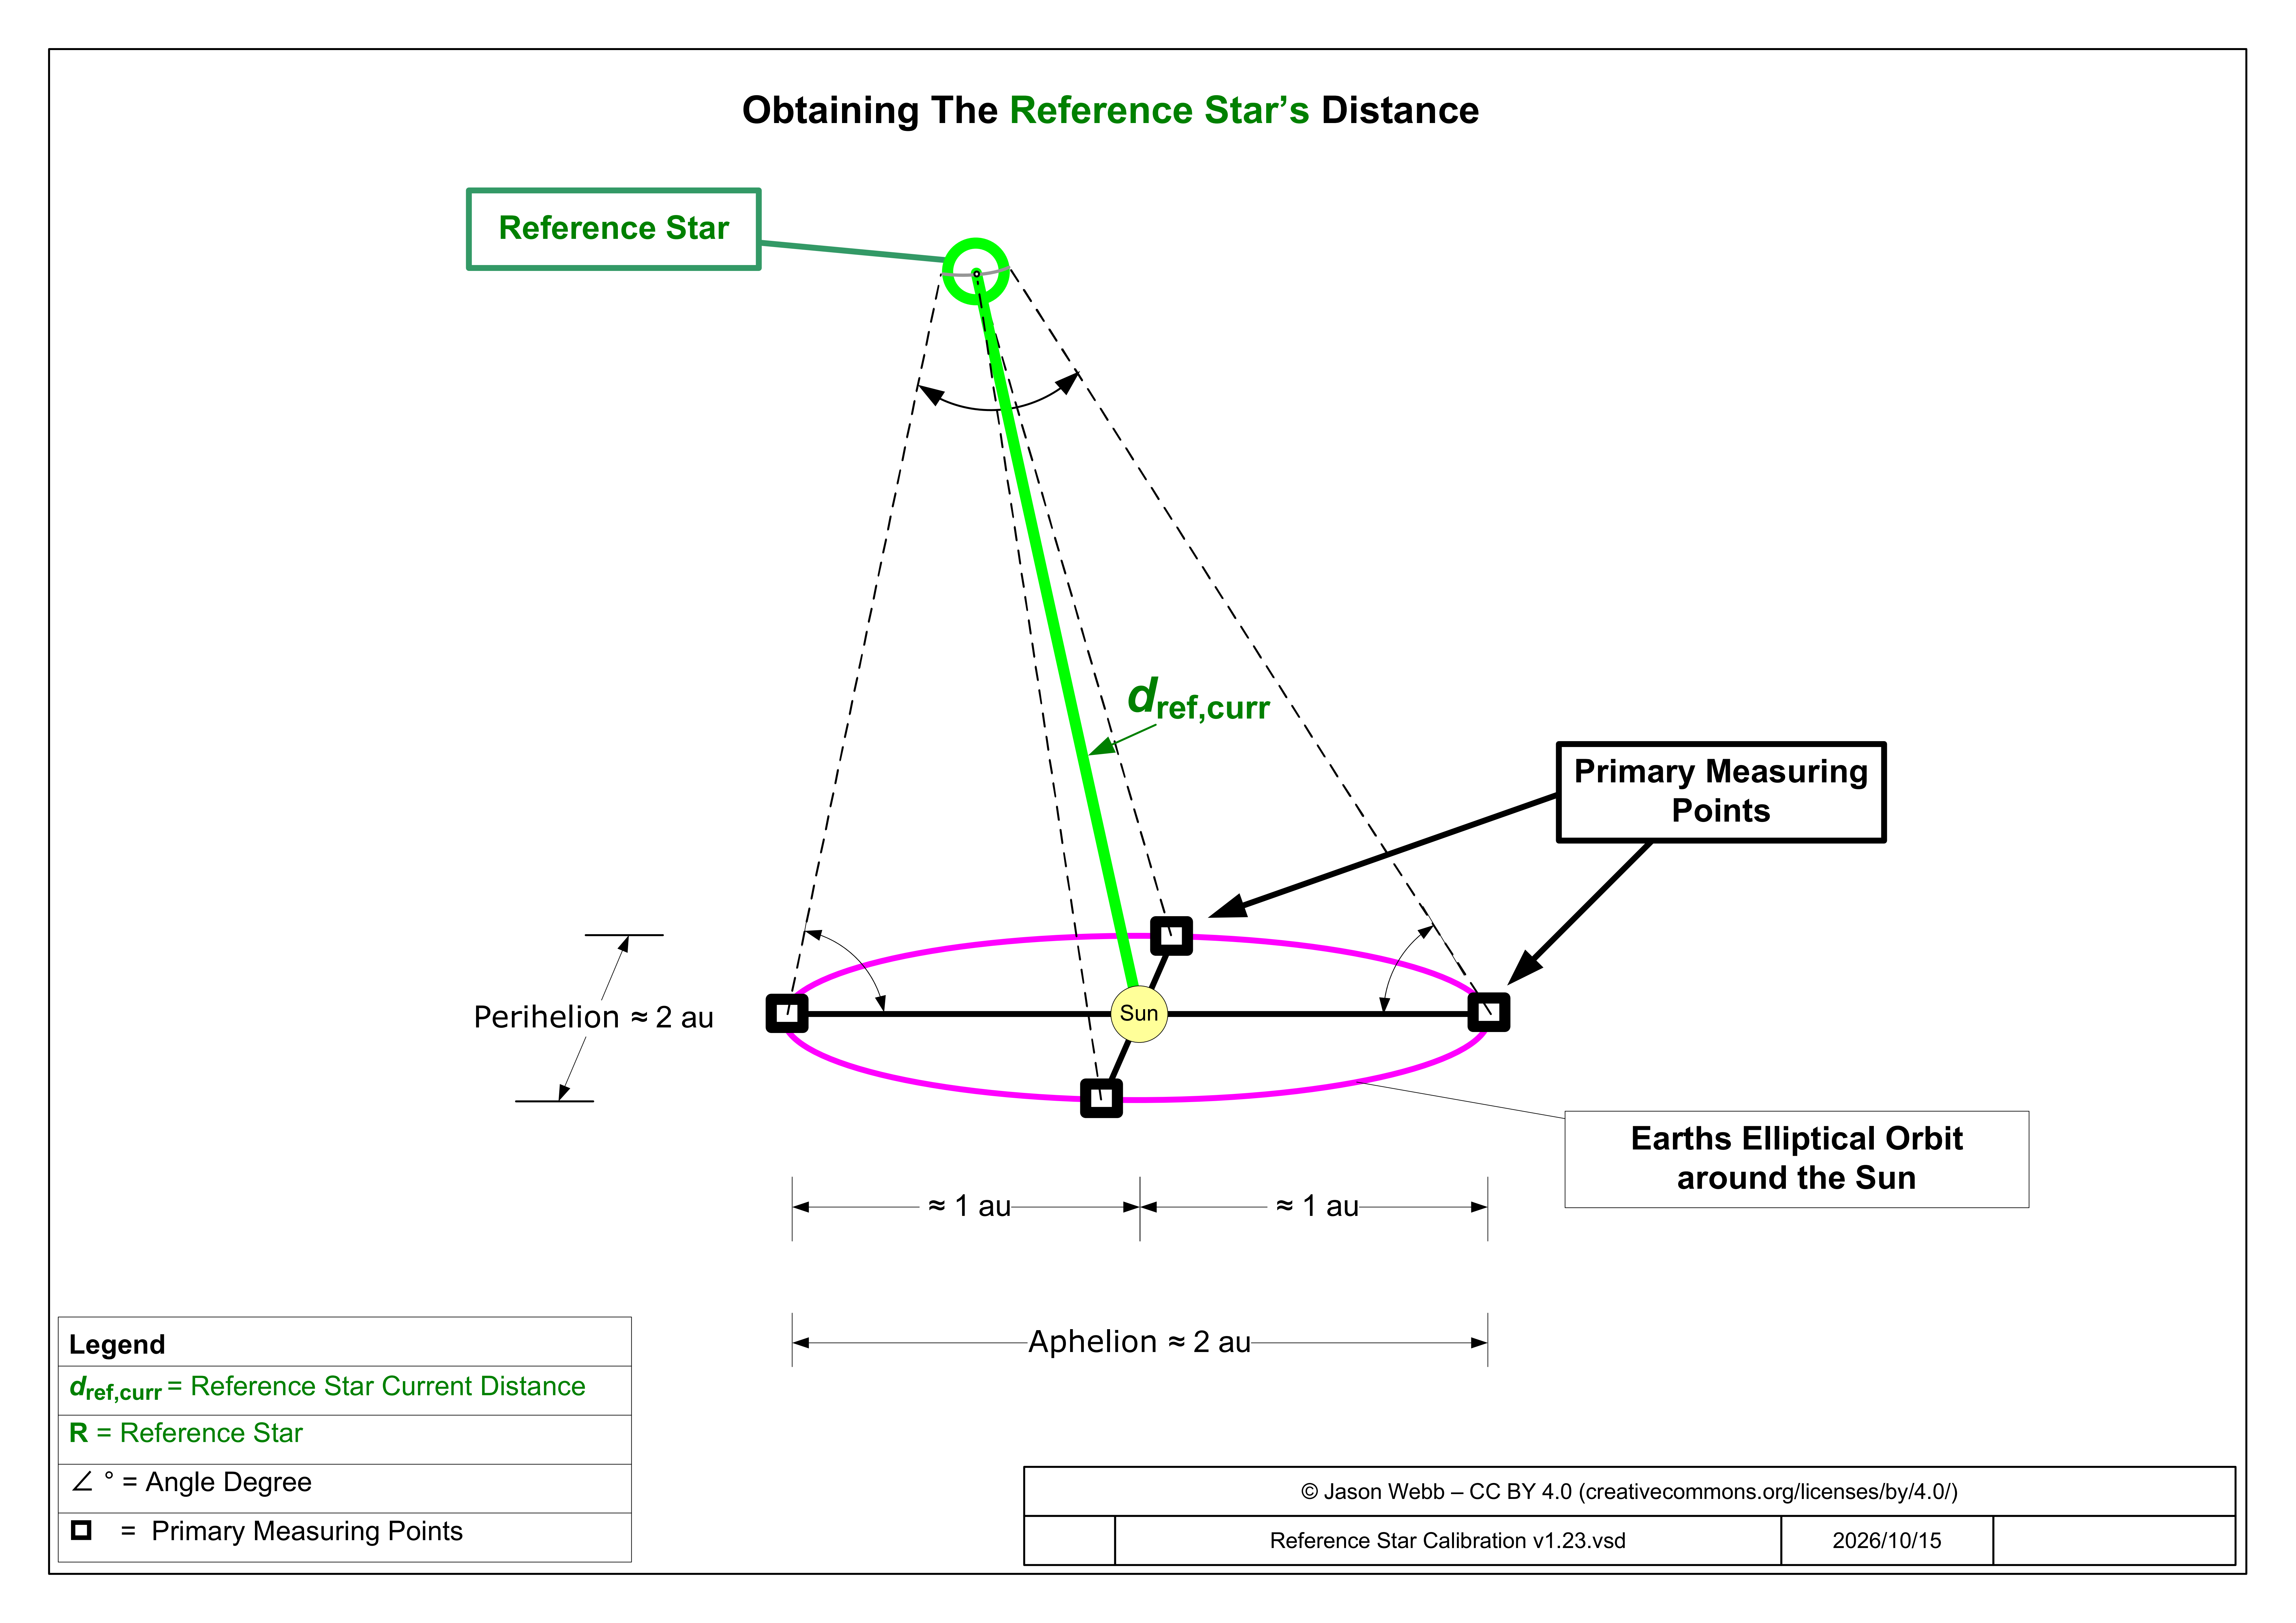 Obtaining The Reference Star’s Distance
Reference Star
d ref,curr
Primary Measuring
Points
Sun
Perihelion ≈ 2 au
Earths Elliptical Orbit
around the Sun
≈ 1 au
≈ 1 au
Aphelion ≈ 2 au
Legend
d ref,curr = Reference Star Current Distance
R = Reference Star
∠ ° = Angle Degree
= Primary Measuring Points
© Jason Webb – CC BY 4.0 (creativecommons.org/licenses/by/4.0/)
Reference Star Calibration v1.23.vsd
2026/10/15